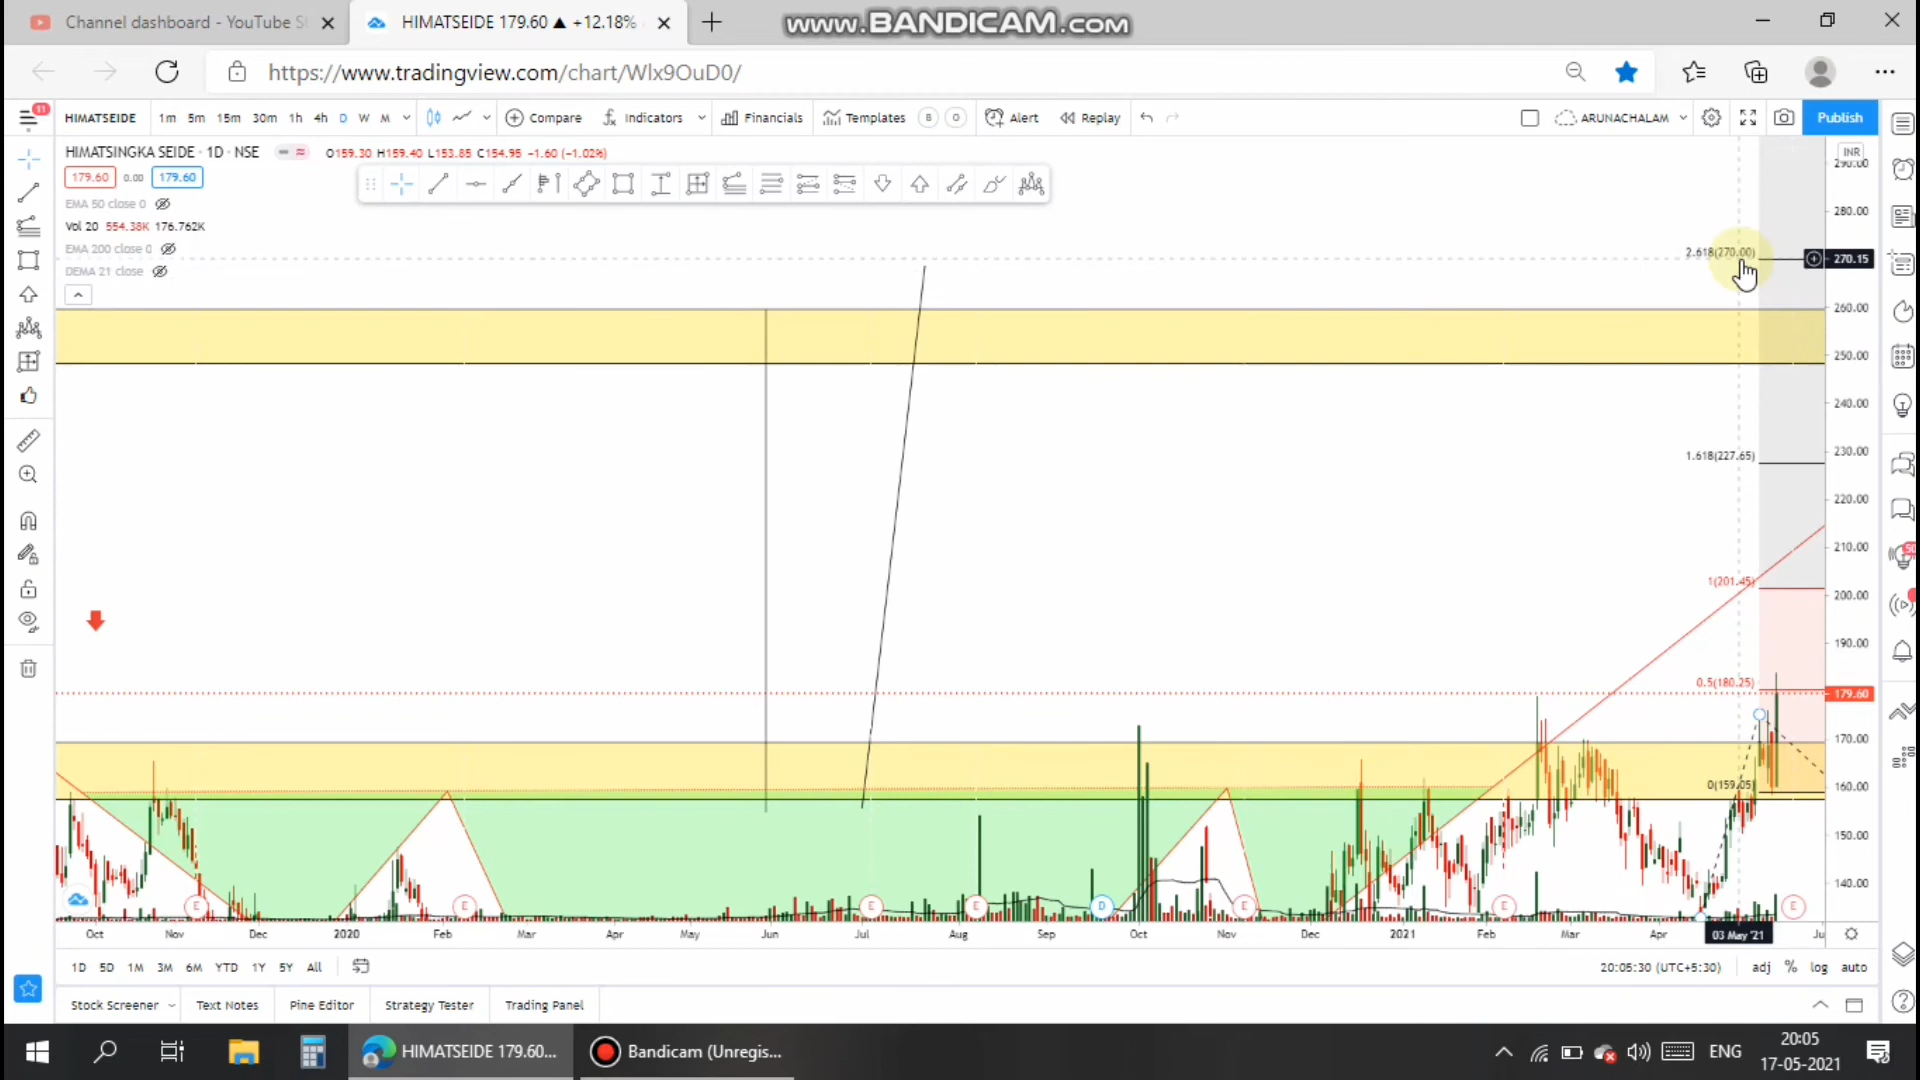 Channel dashboard - YouTube S
HIMATSEIDE 179.60 ▲ +12.18%
www.BANDICAM.com
https://www.tradingview.com/chart/Wlx9OuD0/
11
HIMATSEIDE 1m 5m 15m 30m 1h 4h D W M Compare Indicators Financials Templates B O Alert Replay ARUNACHALAM Publish
HIMATSINGKA SEIDE · 1D · NSE O159.30 H159.40 L153.85 C154.95 −1.60 (−1.02%)
INR
179.60 0.00 179.60
EMA 50 close 0
Vol 20 554.38K 176.762K
EMA 200 close 0
DEMA 21 close
290.00
280.00
2.618(270.00)
270.15
260.00
250.00
240.00
1.618(227.65)
230.00
220.00
210.00
50
1(201.45)
200.00
190.00
0.5(180.25)
179.60
170.00
0(159.05)
160.00
150.00
140.00
E E E E D E E E
Oct Nov Dec 2020 Feb Mar Apr May Jun Jul Aug Sep Oct Nov Dec 2021 Feb Mar Apr 03 May '21 Ju
1D 5D 1M 3M 6M YTD 1Y 5Y All
20:05:30 (UTC+5:30) adj % log auto
Stock Screener Text Notes Pine Editor Strategy Tester Trading Panel
HIMATSEIDE 179.60...
Bandicam (Unregis...
ENG
20:05
17-05-2021